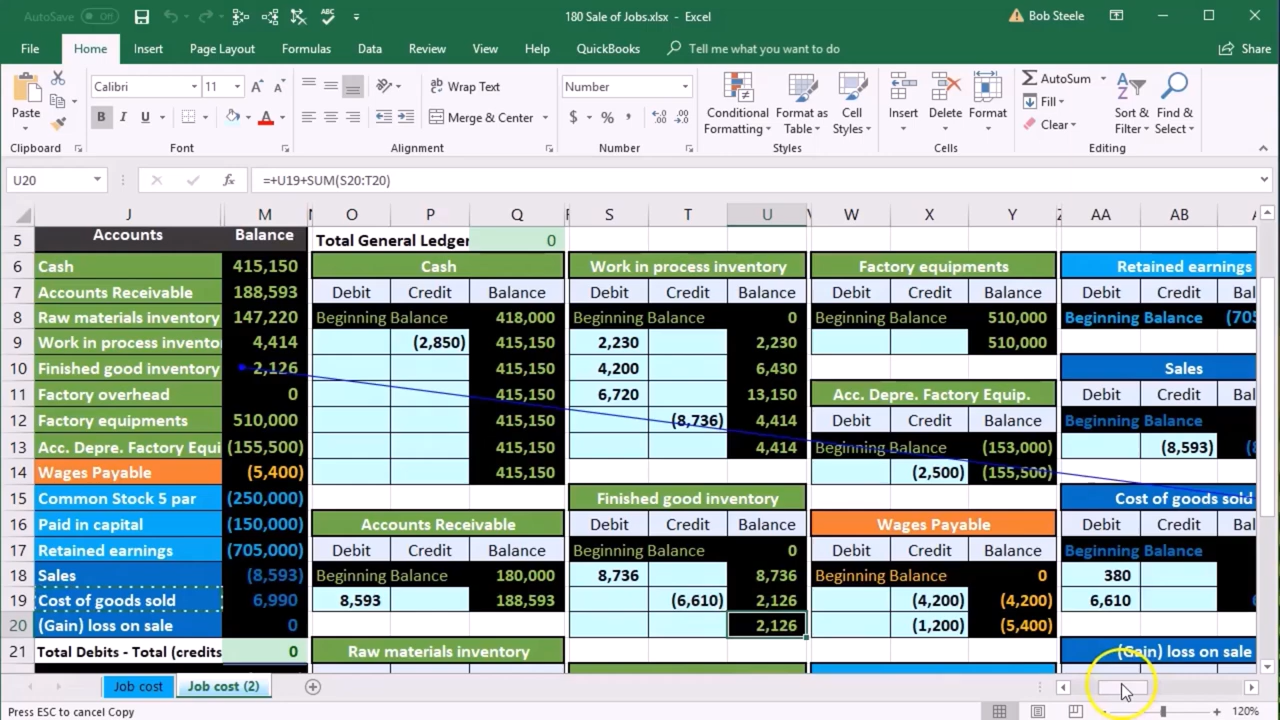 AutoSave Off 180 Sale of Jobs.xlsx - Excel Bob Steele
File Home Insert Page Layout Formulas Data Review View Help QuickBooks Tell me what you want to do Share
Paste Calibri 11 Wrap Text Number Conditional Formatting Format as Table Cell Styles Insert Delete Format AutoSum Sort & Filter Find & Select
B I U A Merge & Center $ % Fill Clear
Clipboard Font Alignment Number Styles Cells Editing
U20 fx =+U19+SUM(S20:T20)
J M O P Q S T U W X Y AA AB
5 Accounts Balance Total General Ledger 0
6 Cash 415,150 Cash Work in process inventory Factory equipments Retained earnings
7 Accounts Receivable 188,593 Debit Credit Balance Debit Credit Balance Debit Credit Balance Debit Credit Bal
8 Raw materials inventory 147,220 Beginning Balance 418,000 Beginning Balance 0 Beginning Balance 510,000 Beginning Balance (705
9 Work in process invento 4,414 (2,850) 415,150 2,230 2,230 510,000
10 Finished good inventory 2,126 415,150 4,200 6,430 Sales
11 Factory overhead 0 415,150 6,720 13,150 Acc. Depre. Factory Equip. Debit Credit Bal
12 Factory equipments 510,000 415,150 (8,736) 4,414 Debit Credit Balance Beginning Balance
13 Acc. Depre. Factory Equi (155,500) 415,150 4,414 Beginning Balance (153,000) (8,593) (8
14 Wages Payable (5,400) 415,150 (2,500) (155,500)
15 Common Stock 5 par (250,000) Finished good inventory Cost of goods sold
16 Paid in capital (150,000) Accounts Receivable Debit Credit Balance Wages Payable Debit Credit Bal
17 Retained earnings (705,000) Debit Credit Balance Beginning Balance 0 Debit Credit Balance Beginning Balance
18 Sales (8,593) Beginning Balance 180,000 8,736 8,736 Beginning Balance 0 380
19 Cost of goods sold 6,990 8,593 188,593 (6,610) 2,126 (4,200) (4,200) 6,610
20 (Gain) loss on sale 0 2,126 (1,200) (5,400)
21 Total Debits - Total (credits 0 Raw materials inventory (Gain) loss on sale
Job cost Job cost (2)
Press ESC to cancel Copy 120%